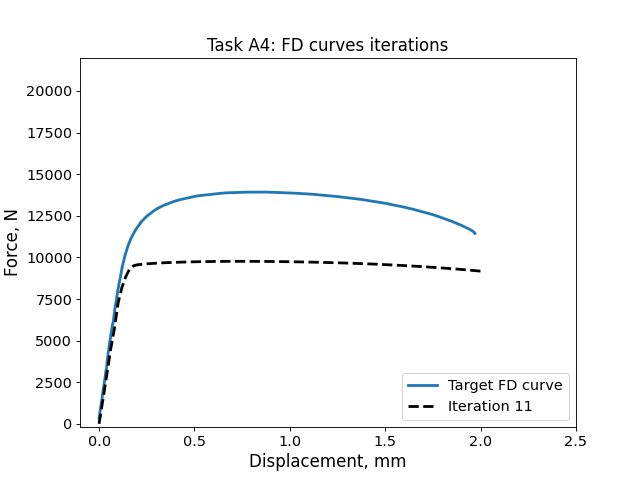 Task A4: FD curves iterations
Force, N
20000
17500
15000
12500
10000
7500
5000
2500
0
0.0 0.5 1.0 1.5 2.0 2.5
Displacement, mm
Target FD curve
Iteration 11